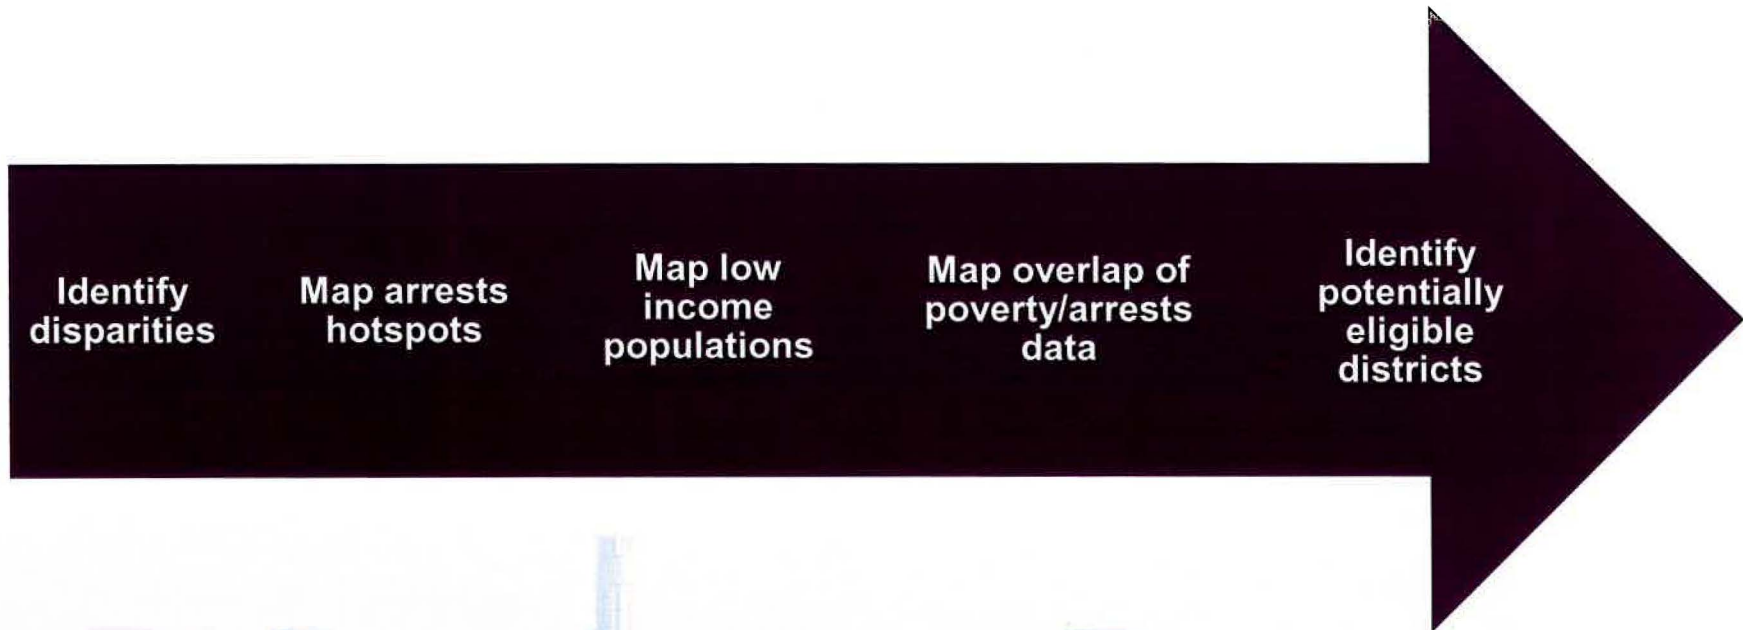 Identify
disparities
Map arrests
hotspots
Map low
income
populations
Map overlap of
poverty/arrests
data
Identify
potentially
eligible
districts